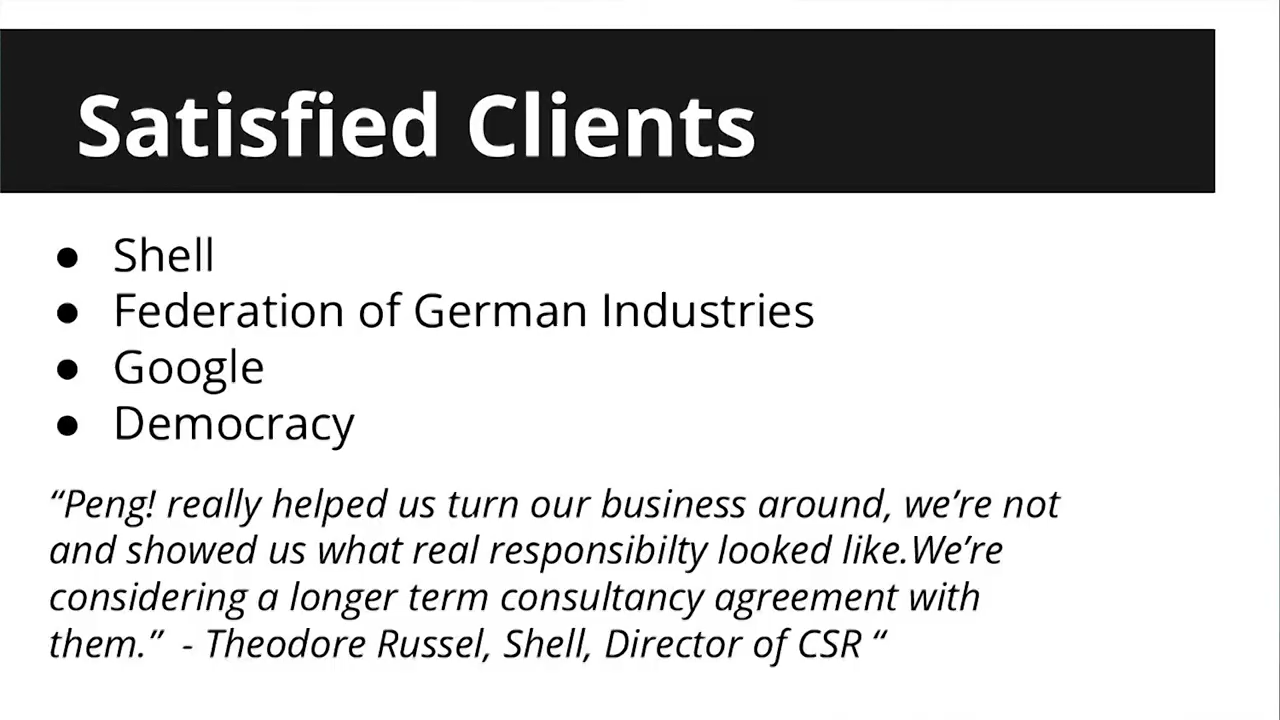 Satisfied Clients
● Shell
● Federation of German Industries
● Google
● Democracy
“Peng! really helped us turn our business around, we’re not
and showed us what real responsibilty looked like.We’re
considering a longer term consultancy agreement with
them.”  - Theodore Russel, Shell, Director of CSR “